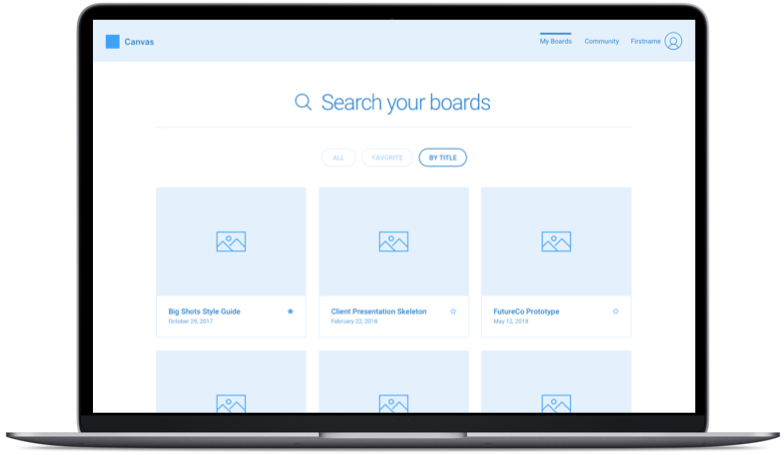 Canvas
My Boards Community Firstname
Search your boards
ALL FAVORITE BY TITLE
Big Shots Style Guide
October 29, 2017
Client Presentation Skeleton
February 22, 2018
FutureCo Prototype
May 12, 2018